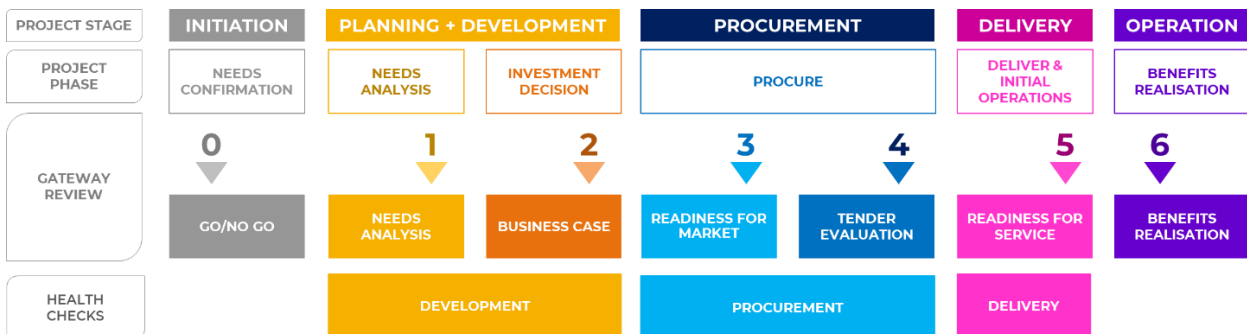 PROJECT STAGE
INITIATION
PLANNING + DEVELOPMENT
PROCUREMENT
DELIVERY
OPERATION
PROJECT
PHASE
NEEDS
CONFIRMATION
NEEDS
ANALYSIS
INVESTMENT
DECISION
PROCURE
DELIVER &
INITIAL
OPERATIONS
BENEFITS
REALISATION
GATEWAY
REVIEW
0
1
2
3
4
5
6
GO/NO GO
NEEDS
ANALYSIS
BUSINESS CASE
READINESS FOR
MARKET
TENDER
EVALUATION
READINESS FOR
SERVICE
BENEFITS
REALISATION
HEALTH
CHECKS
DEVELOPMENT
PROCUREMENT
DELIVERY